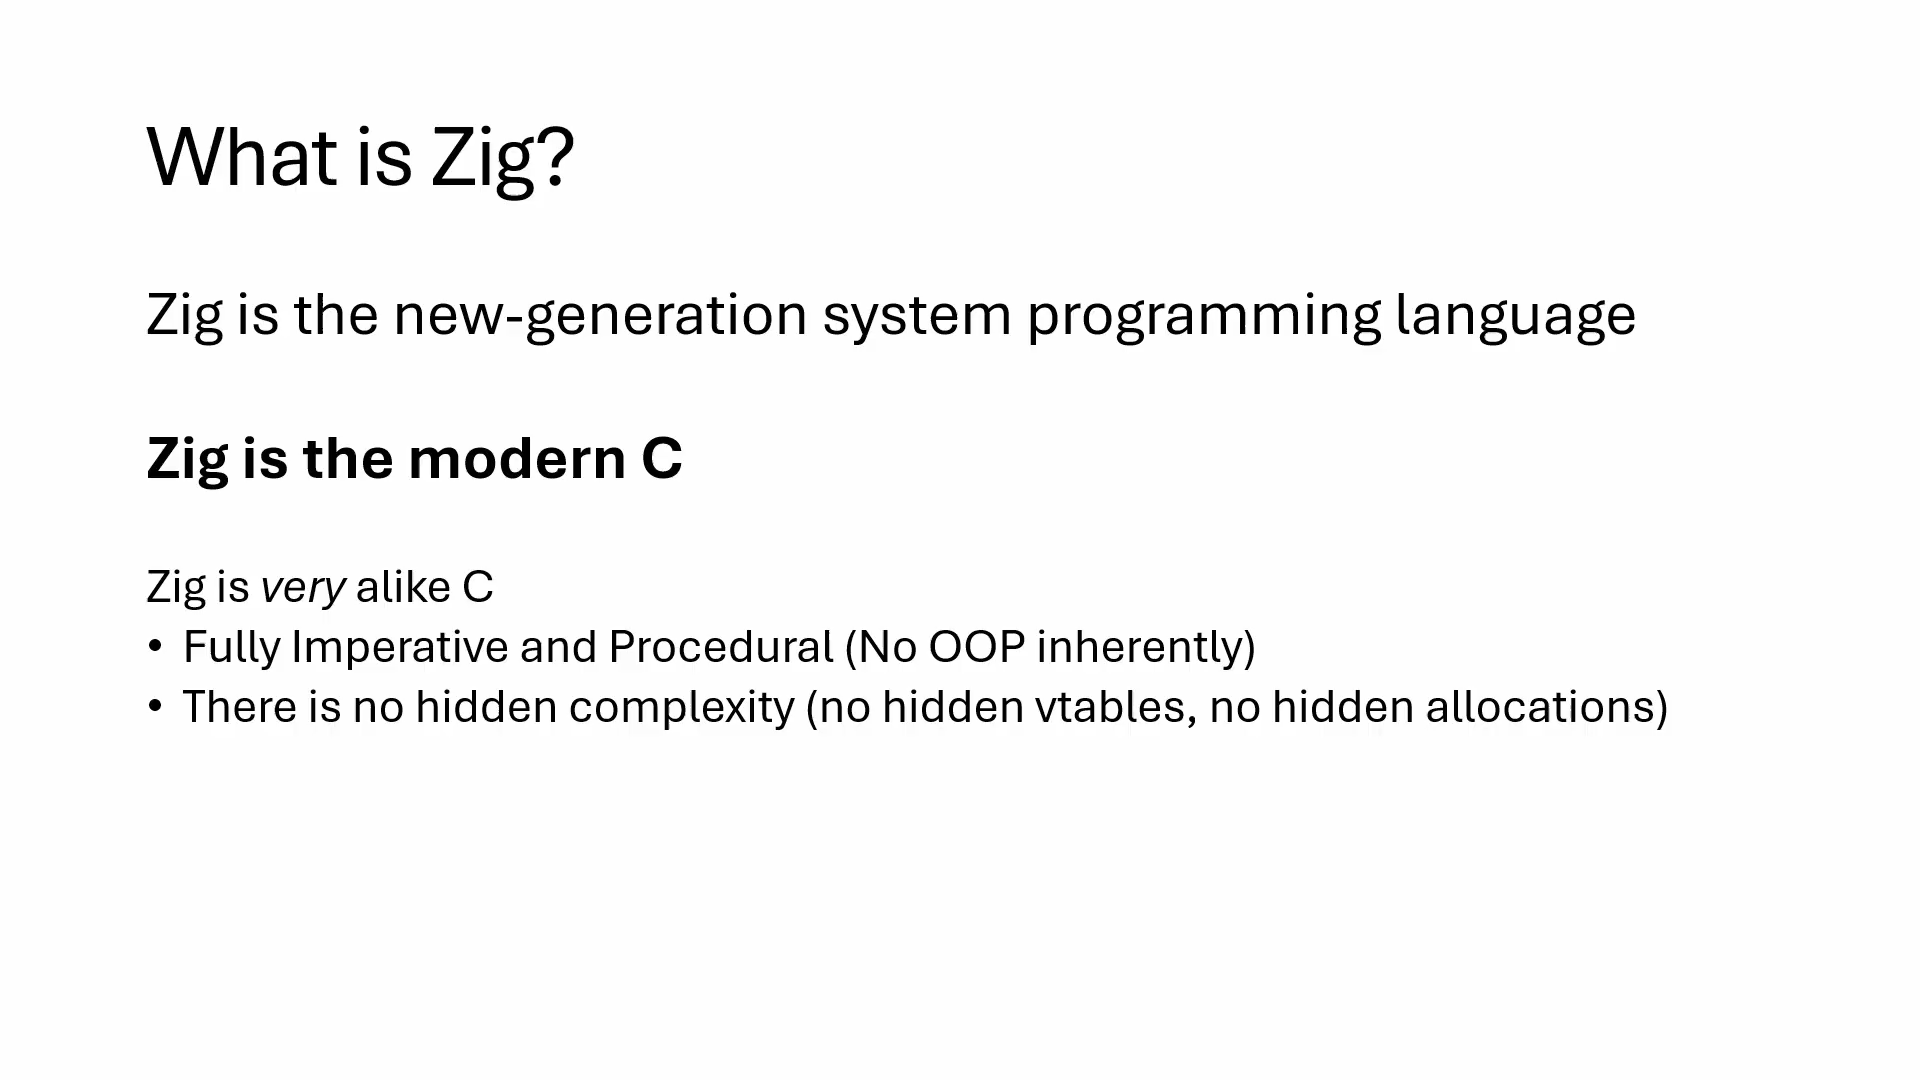 What is Zig?
Zig is the new-generation system programming language
Zig is the modern C
Zig is very alike C
• Fully Imperative and Procedural (No OOP inherently)
• There is no hidden complexity (no hidden vtables, no hidden allocations)